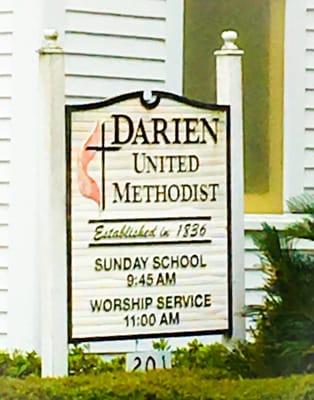 DARIEN
UNITED
METHODIST
Established in 1836
SUNDAY SCHOOL
9:45 AM
WORSHIP SERVICE
11:00 AM
201